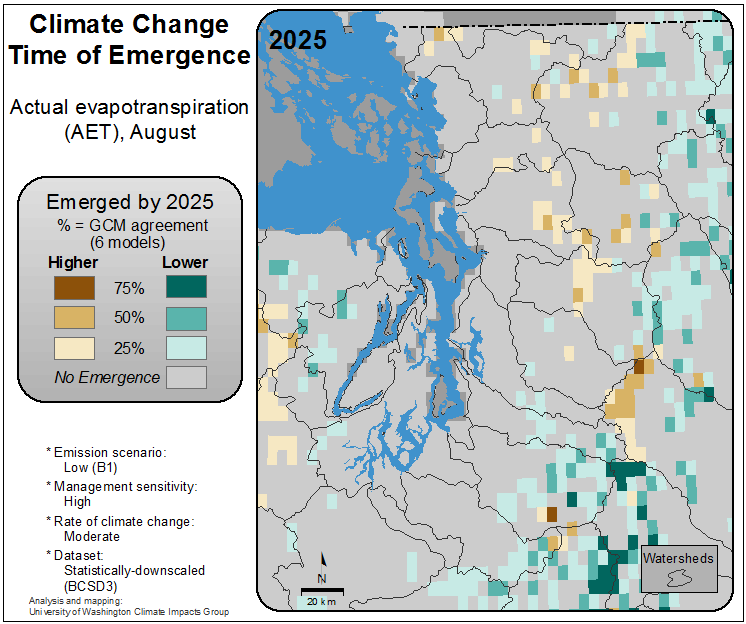 Climate Change
Time of Emergence
Actual evapotranspiration
(AET), August
Emerged by 2025
% = GCM agreement
(6 models)
Higher
Lower
75%
50%
25%
No Emergence
* Emission scenario:
Low (B1)
* Management sensitivity:
High
* Rate of climate change:
Moderate
* Dataset:
Statistically-downscaled
(BCSD3)
Analysis and mapping:
University of Washington Climate Impacts Group
2025
N
20 km
Watersheds